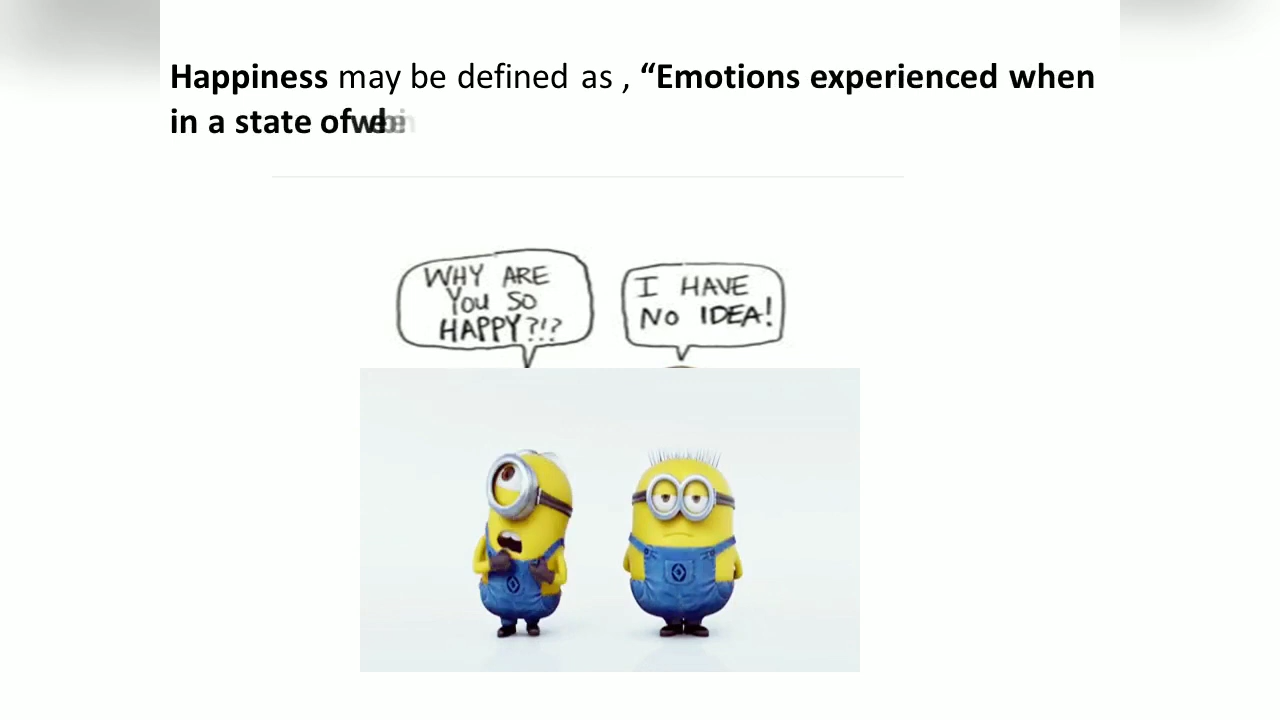 Happiness may be defined as , “Emotions experienced when
in a state of
WHY ARE
YOU SO
HAPPY?!?
I HAVE
NO IDEA!